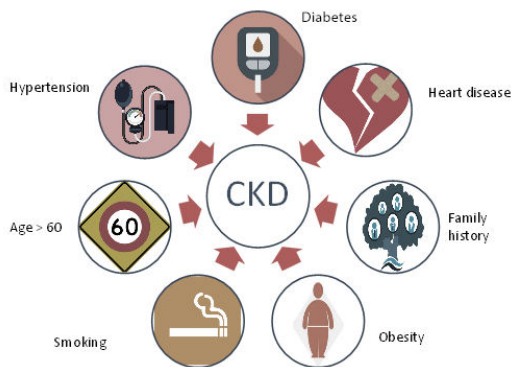 Diabetes
Hypertension
Heart disease
CKD
Age > 60
60
Family
history
Smoking
Obesity